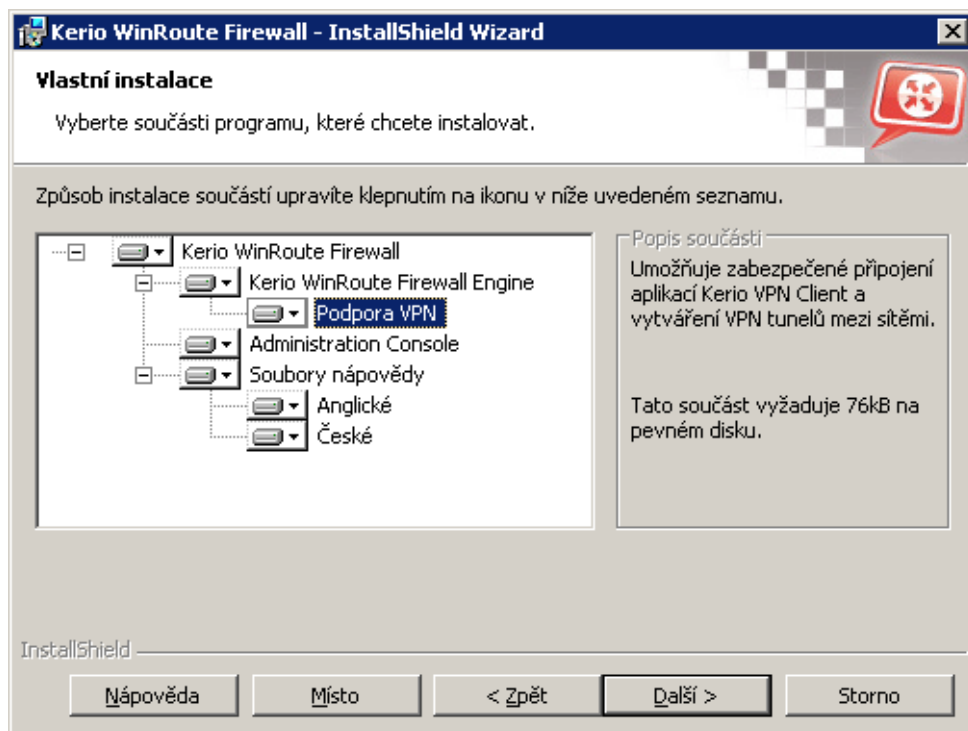 Kerio WinRoute Firewall - InstallShield Wizard
Vlastní instalace
Vyberte součásti programu, které chcete instalovat.
Způsob instalace součástí upravíte klepnutím na ikonu v níže uvedeném seznamu.
Kerio WinRoute Firewall
Kerio WinRoute Firewall Engine
Podpora VPN
Administration Console
Soubory nápovědy
Anglické
České
Popis součásti
Umožňuje zabezpečené připojení
aplikací Kerio VPN Client a
vytváření VPN tunelů mezi sítěmi.
Tato součást vyžaduje 76kB na
pevném disku.
InstallShield
Nápověda
Místo
< Zpět
Další >
Storno